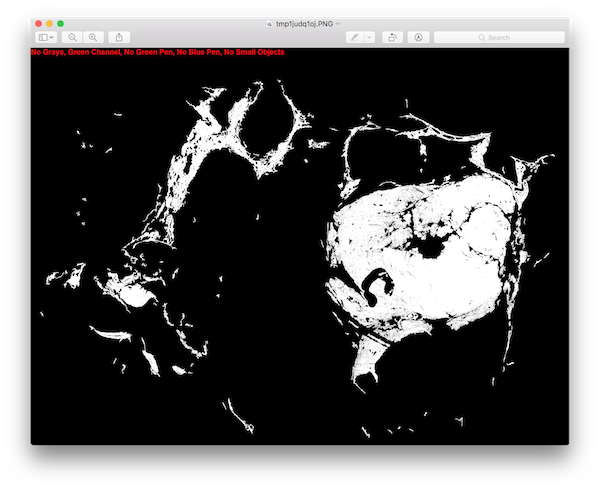 tmp1judq1oj.PNG
Search
No Grays, Green Channel, No Green Pen, No Blue Pen, No Small Objects